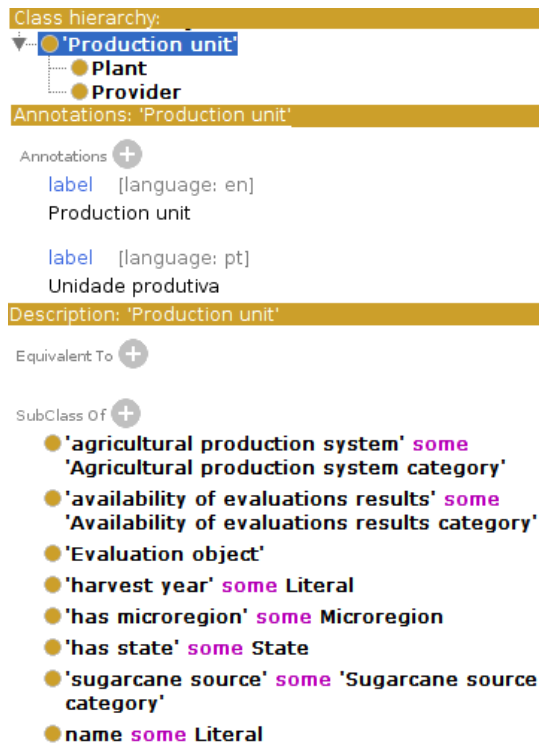 Class hierarchy:
'Production unit'
Plant
Provider
Annotations: 'Production unit'
Annotations
label [language: en]
Production unit
label [language: pt]
Unidade produtiva
Description: 'Production unit'
Equivalent To
SubClass Of
'agricultural production system' some
'Agricultural production system category'
'availability of evaluations results' some
'Availability of evaluations results category'
'Evaluation object'
'harvest year' some Literal
'has microregion' some Microregion
'has state' some State
'sugarcane source' some 'Sugarcane source
category'
name some Literal